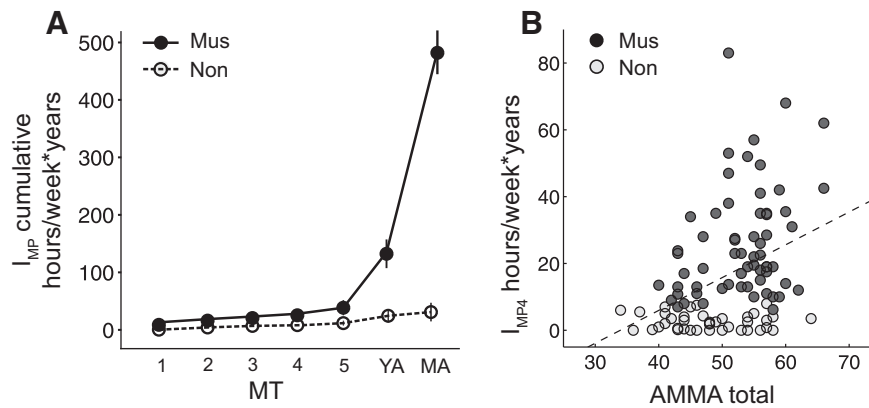 A
I_MP cumulative
hours/week*years
500
400
300
200
100
0
Mus
Non
1 2 3 4 5 YA MA
MT
B
I_MP4 hours/week*years
80
60
40
20
0
Mus
Non
30 40 50 60 70
AMMA total